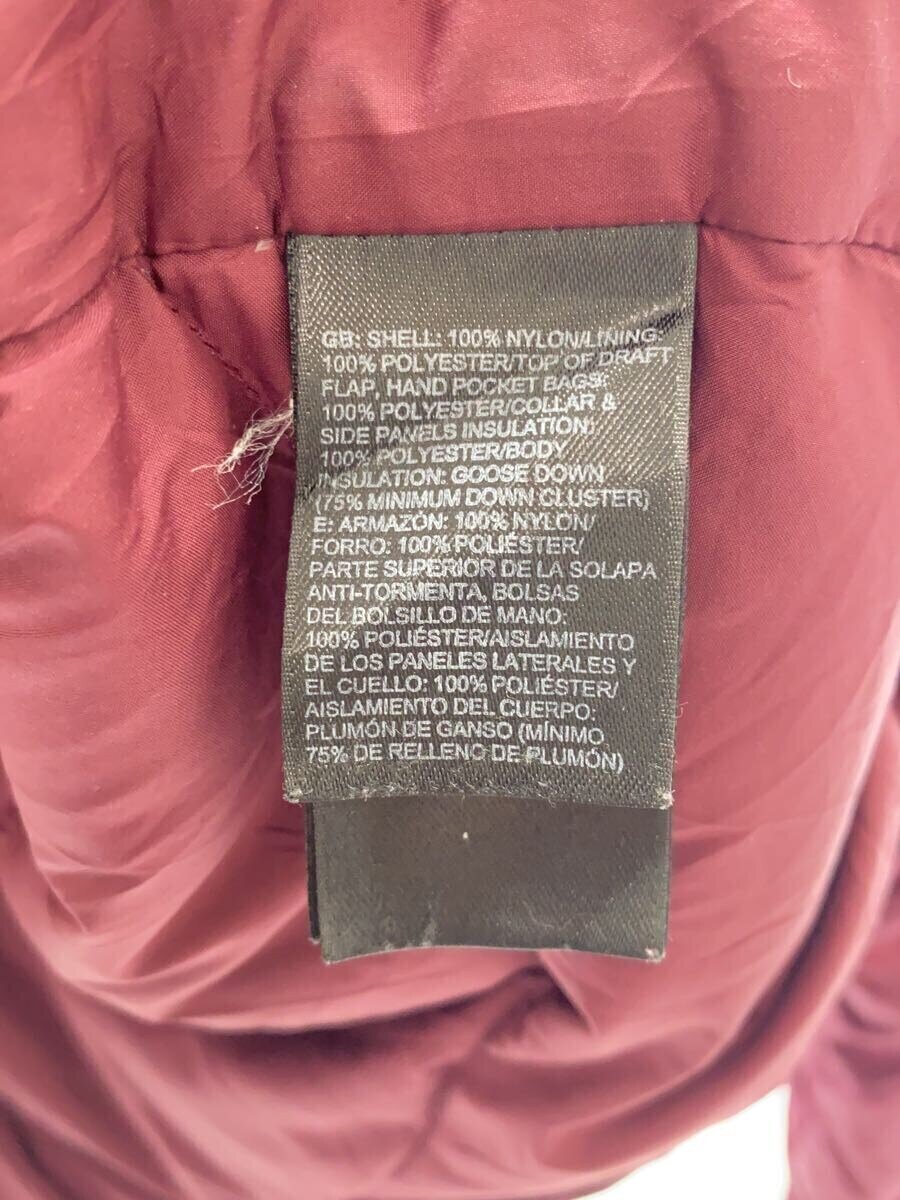 GB: SHELL: 100% NYLON/LINING:
100% POLYESTER/TOP OF DRAFT
FLAP, HAND POCKET BAGS:
100% POLYESTER/COLLAR &
SIDE PANELS INSULATION:
100% POLYESTER/BODY
INSULATION: GOOSE DOWN
(75% MINIMUM DOWN CLUSTER)
E: ARMAZÓN: 100% NYLON/
FORRO: 100% POLIÉSTER/
PARTE SUPERIOR DE LA SOLAPA
ANTI-TORMENTA, BOLSAS
DEL BOLSILLO DE MANO:
100% POLIÉSTER/AISLAMIENTO
DE LOS PANELES LATERALES Y
EL CUELLO: 100% POLIÉSTER/
AISLAMIENTO DEL CUERPO:
PLUMÓN DE GANSO (MÍNIMO
75% DE RELLENO DE PLUMÓN)